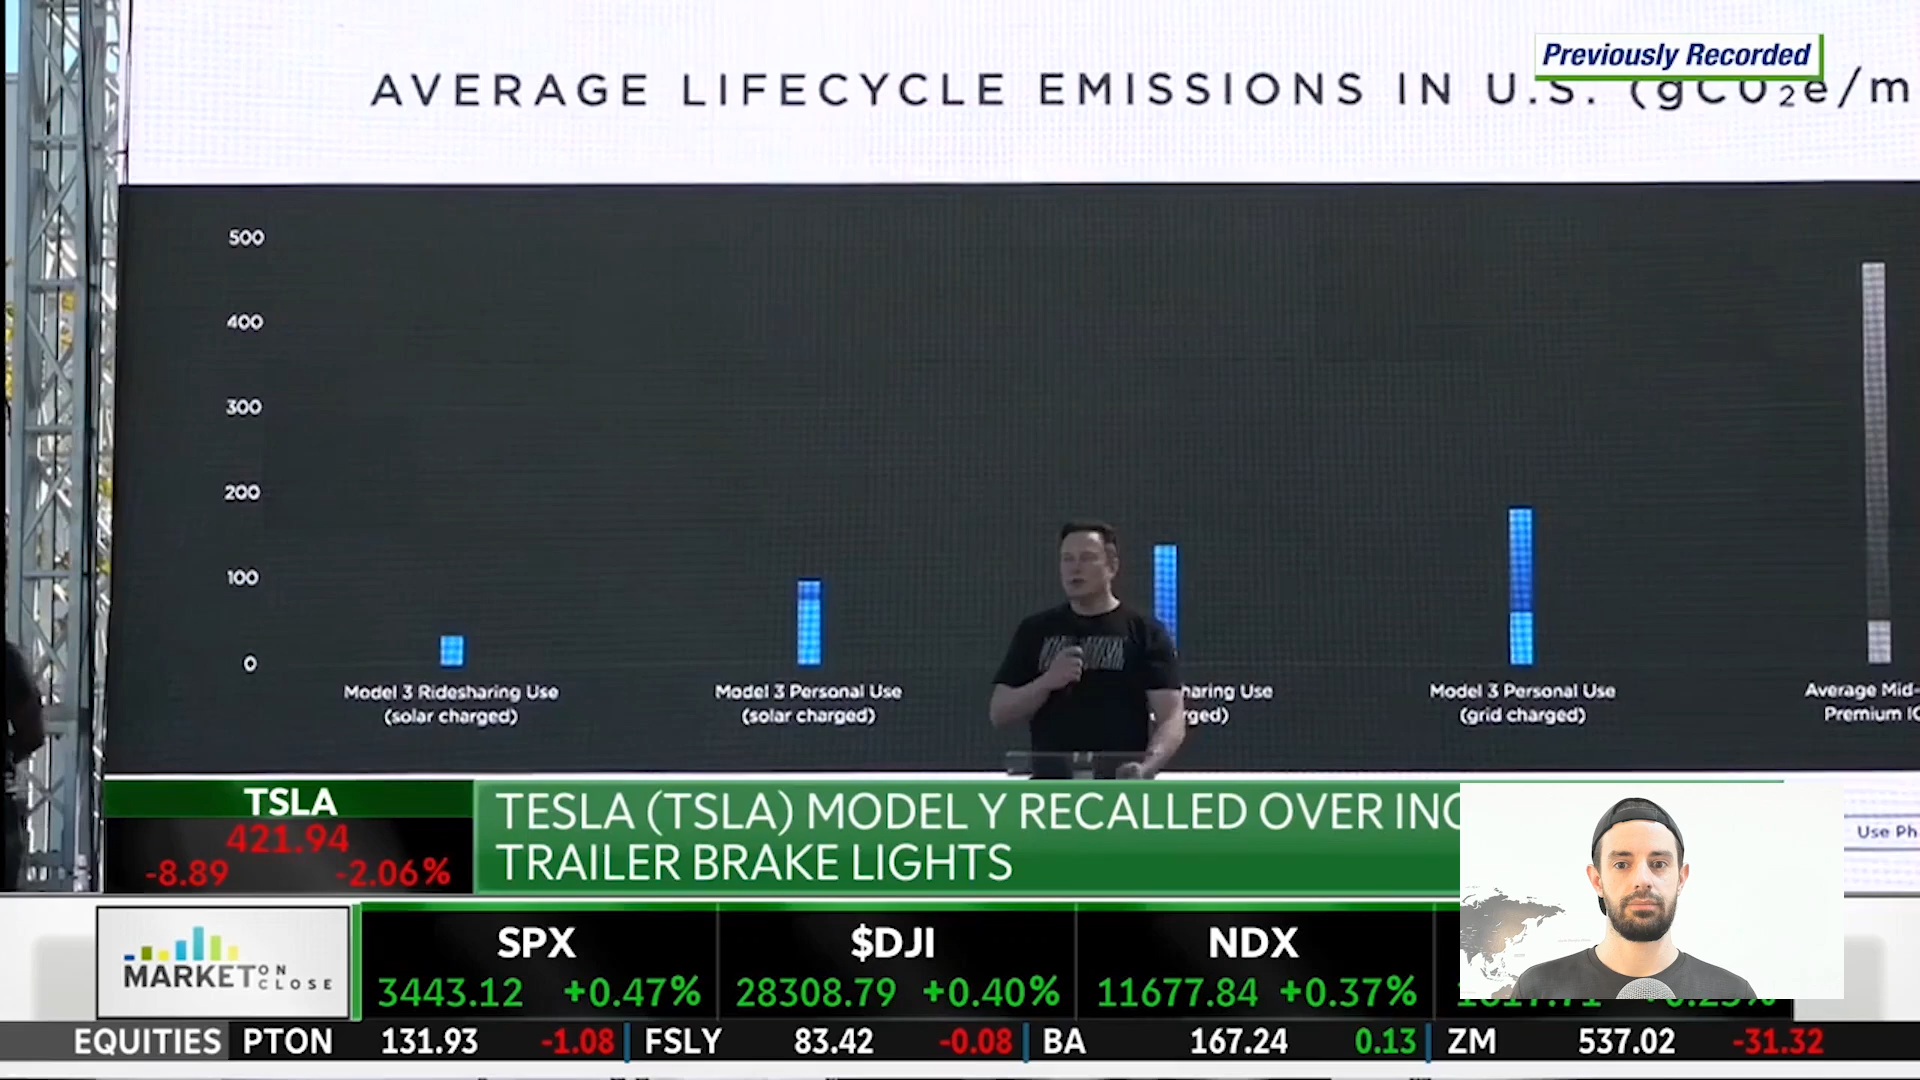 Previously Recorded
AVERAGE LIFECYCLE EMISSIONS IN U.S. (gCO₂e/m
500
400
300
200
100
0
Model 3 Ridesharing Use
(solar charged)
Model 3 Personal Use
(solar charged)
haring Use
rged)
Model 3 Personal Use
(grid charged)
Average Mid-
Premium IC
Use Ph
TSLA
421.94
-8.89 -2.06%
TESLA (TSLA) MODEL Y RECALLED OVER INC
TRAILER BRAKE LIGHTS
MARKET ON CLOSE
SPX
3443.12 +0.47%
$DJI
28308.79 +0.40%
NDX
11677.84 +0.37%
EQUITIES PTON 131.93 -1.08 FSLY 83.42 -0.08 BA 167.24 0.13 ZM 537.02 -31.32